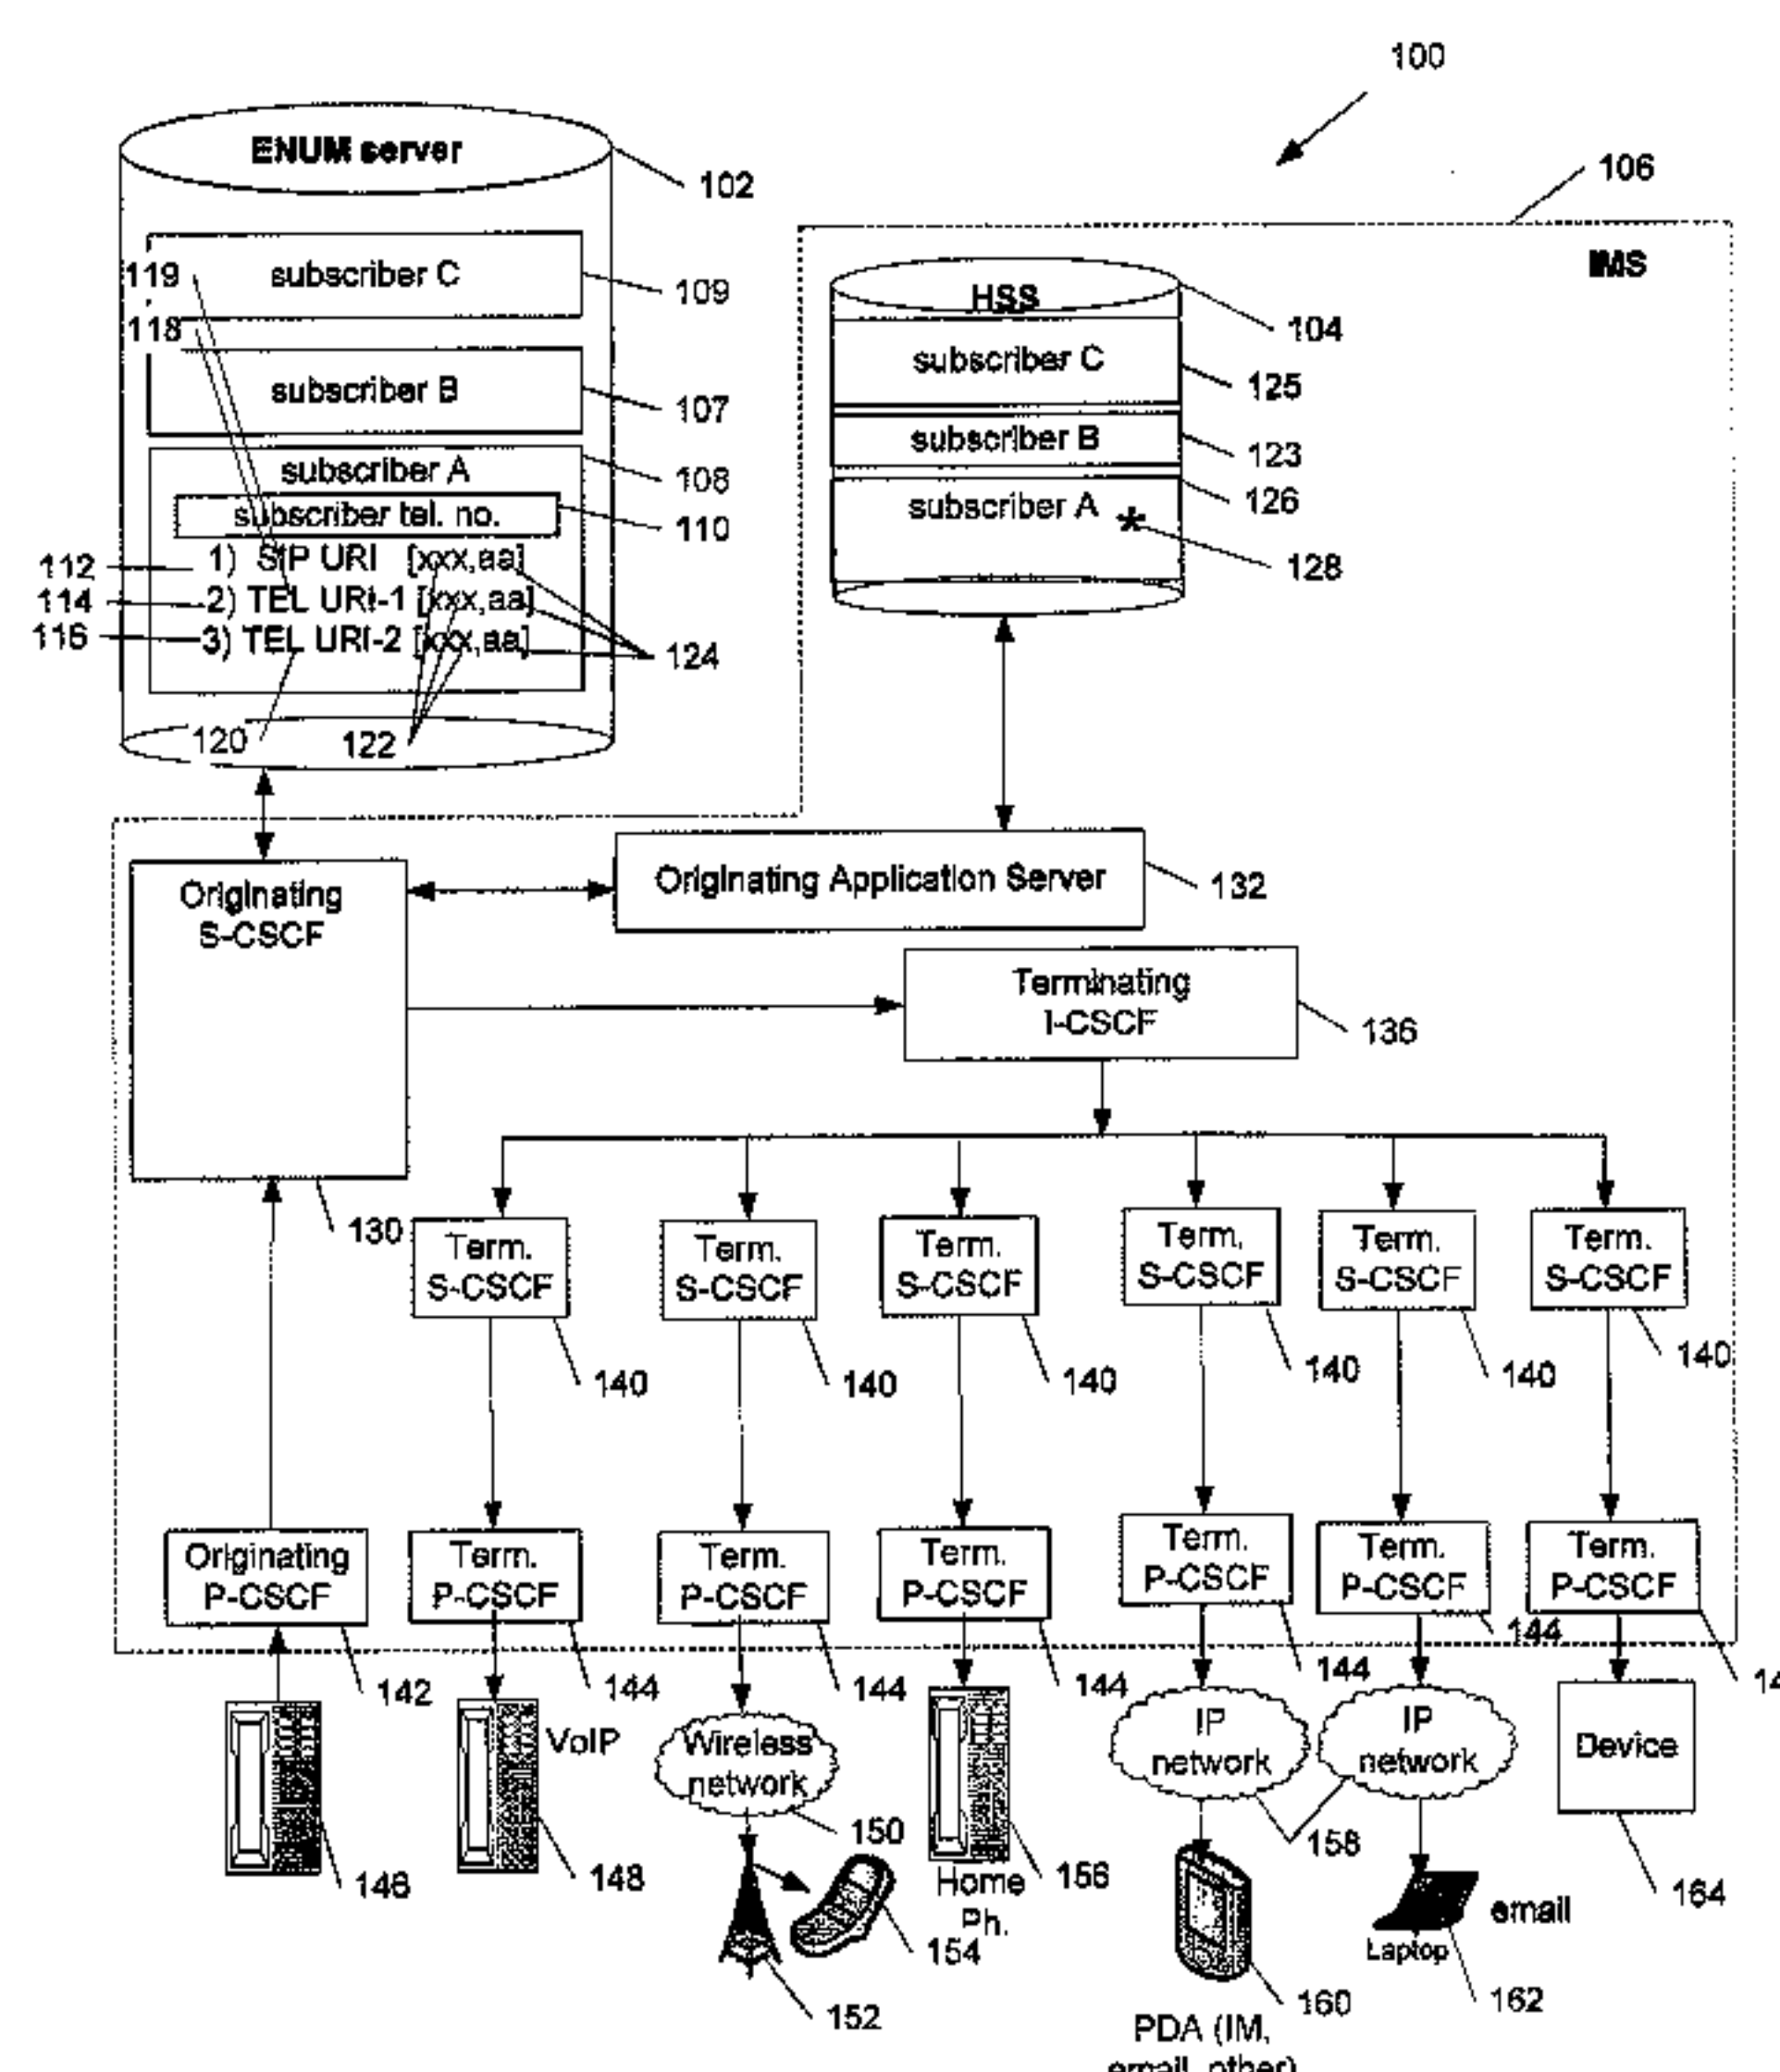 100
ENUM server
102
106
IMS
119
subscriber C
109
118
HSS
104
subscriber C
125
subscriber B
107
subscriber B
123
subscriber A
108
126
subscriber A *
subscriber tel. no.
110
128
112
1) SIP URI [xxx,aa]
114
2) TEL URI-1 [xxx,aa]
116
3) TEL URI-2 [xxx,aa]
124
120
122
Originating
S-CSCF
Originating Application Server
132
Terminating
I-CSCF
136
130
Term.
S-CSCF
Term.
S-CSCF
Term.
S-CSCF
Term.
S-CSCF
Term.
S-CSCF
Term.
S-CSCF
140
140
140
140
140
140
Originating
P-CSCF
Term.
P-CSCF
Term.
P-CSCF
Term.
P-CSCF
Term.
P-CSCF
Term.
P-CSCF
Term.
P-CSCF
142
144
144
144
144
144
VoIP
Wireless
network
IP
network
IP
network
Device
146
148
150
Home
Ph.
156
158
164
154
152
160
PDA (IM,
email, other)
Laptop
email
162